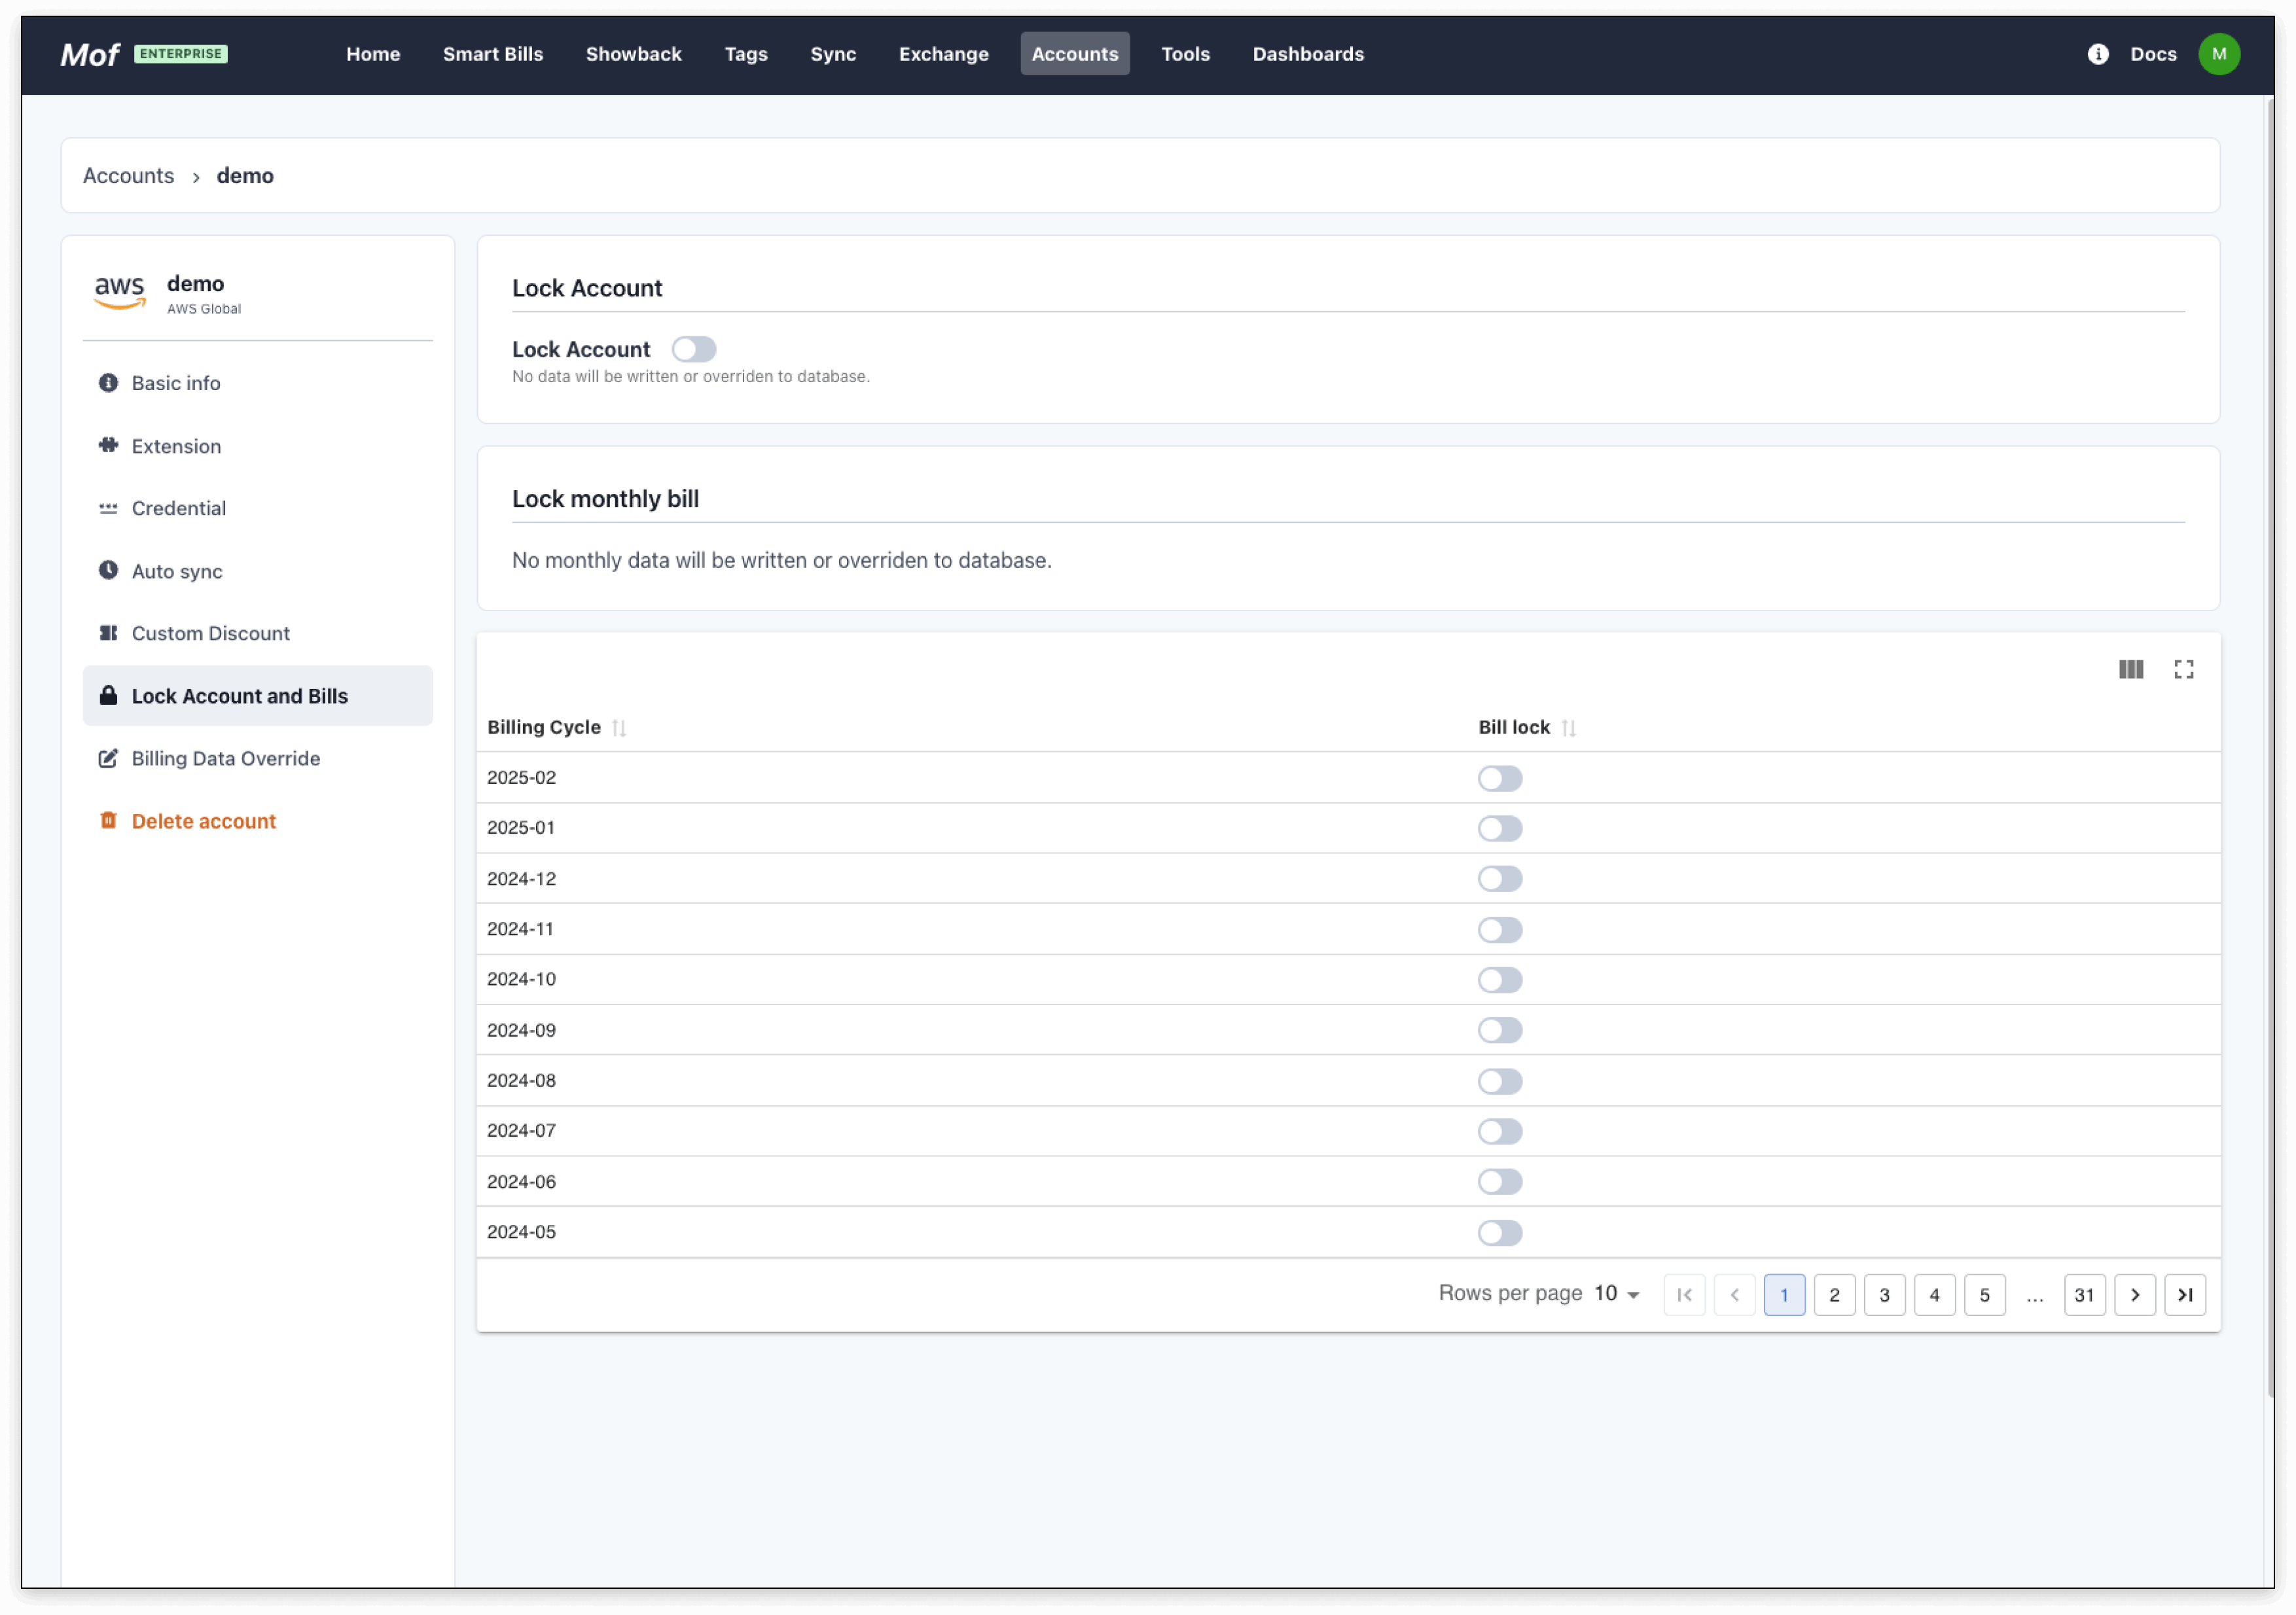 Mof ENTERPRISE Home Smart Bills Showback Tags Sync Exchange Accounts Tools Dashboards Docs M
Accounts › demo
aws demo
AWS Global
Basic info
Extension
Credential
Auto sync
Custom Discount
Lock Account and Bills
Billing Data Override
Delete account
Lock Account
Lock Account
No data will be written or overriden to database.
Lock monthly bill
No monthly data will be written or overriden to database.
Billing Cycle Bill lock
2025-02
2025-01
2024-12
2024-11
2024-10
2024-09
2024-08
2024-07
2024-06
2024-05
Rows per page 10 1 2 3 4 5 ... 31